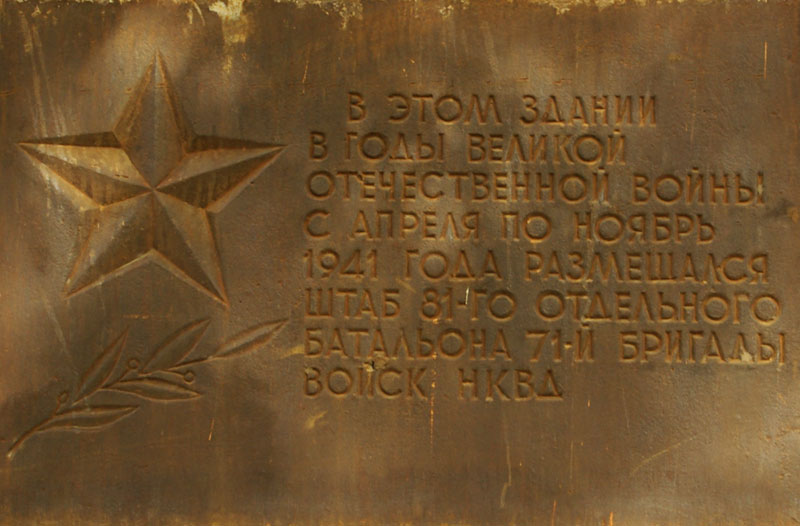 В ЭТОМ ЗДАНИИ
В ГОДЫ ВЕЛИКОЙ
ОТЕЧЕСТВЕННОЙ ВОЙНЫ
С АПРЕЛЯ ПО НОЯБРЬ
1941 ГОДА РАЗМЕЩАЛСЯ
ШТАБ 81-ГО ОТДЕЛЬНОГО
БАТАЛЬОНА 71-Й БРИГАДЫ
ВОЙСК НКВД